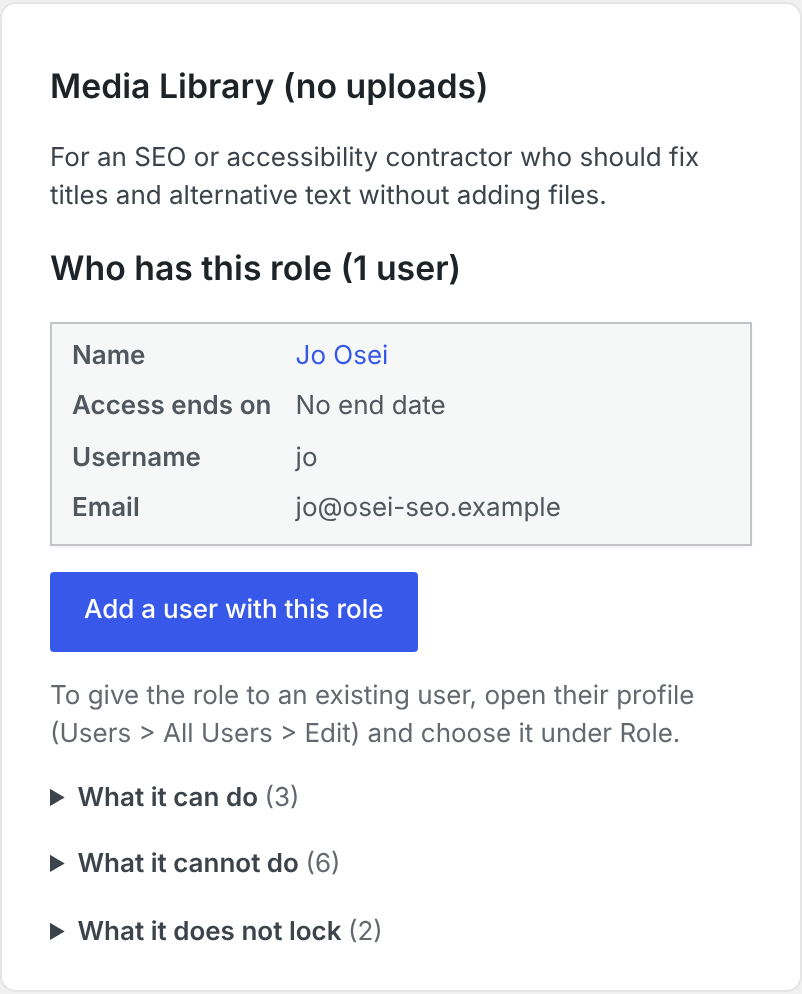 Media Library (no uploads)
For an SEO or accessibility contractor who should fix
titles and alternative text without adding files.
Who has this role (1 user)
Name Jo Osei
Access ends on No end date
Username jo
Email jo@osei-seo.example
Add a user with this role
To give the role to an existing user, open their profile
(Users > All Users > Edit) and choose it under Role.
What it can do (3)
What it cannot do (6)
What it does not lock (2)